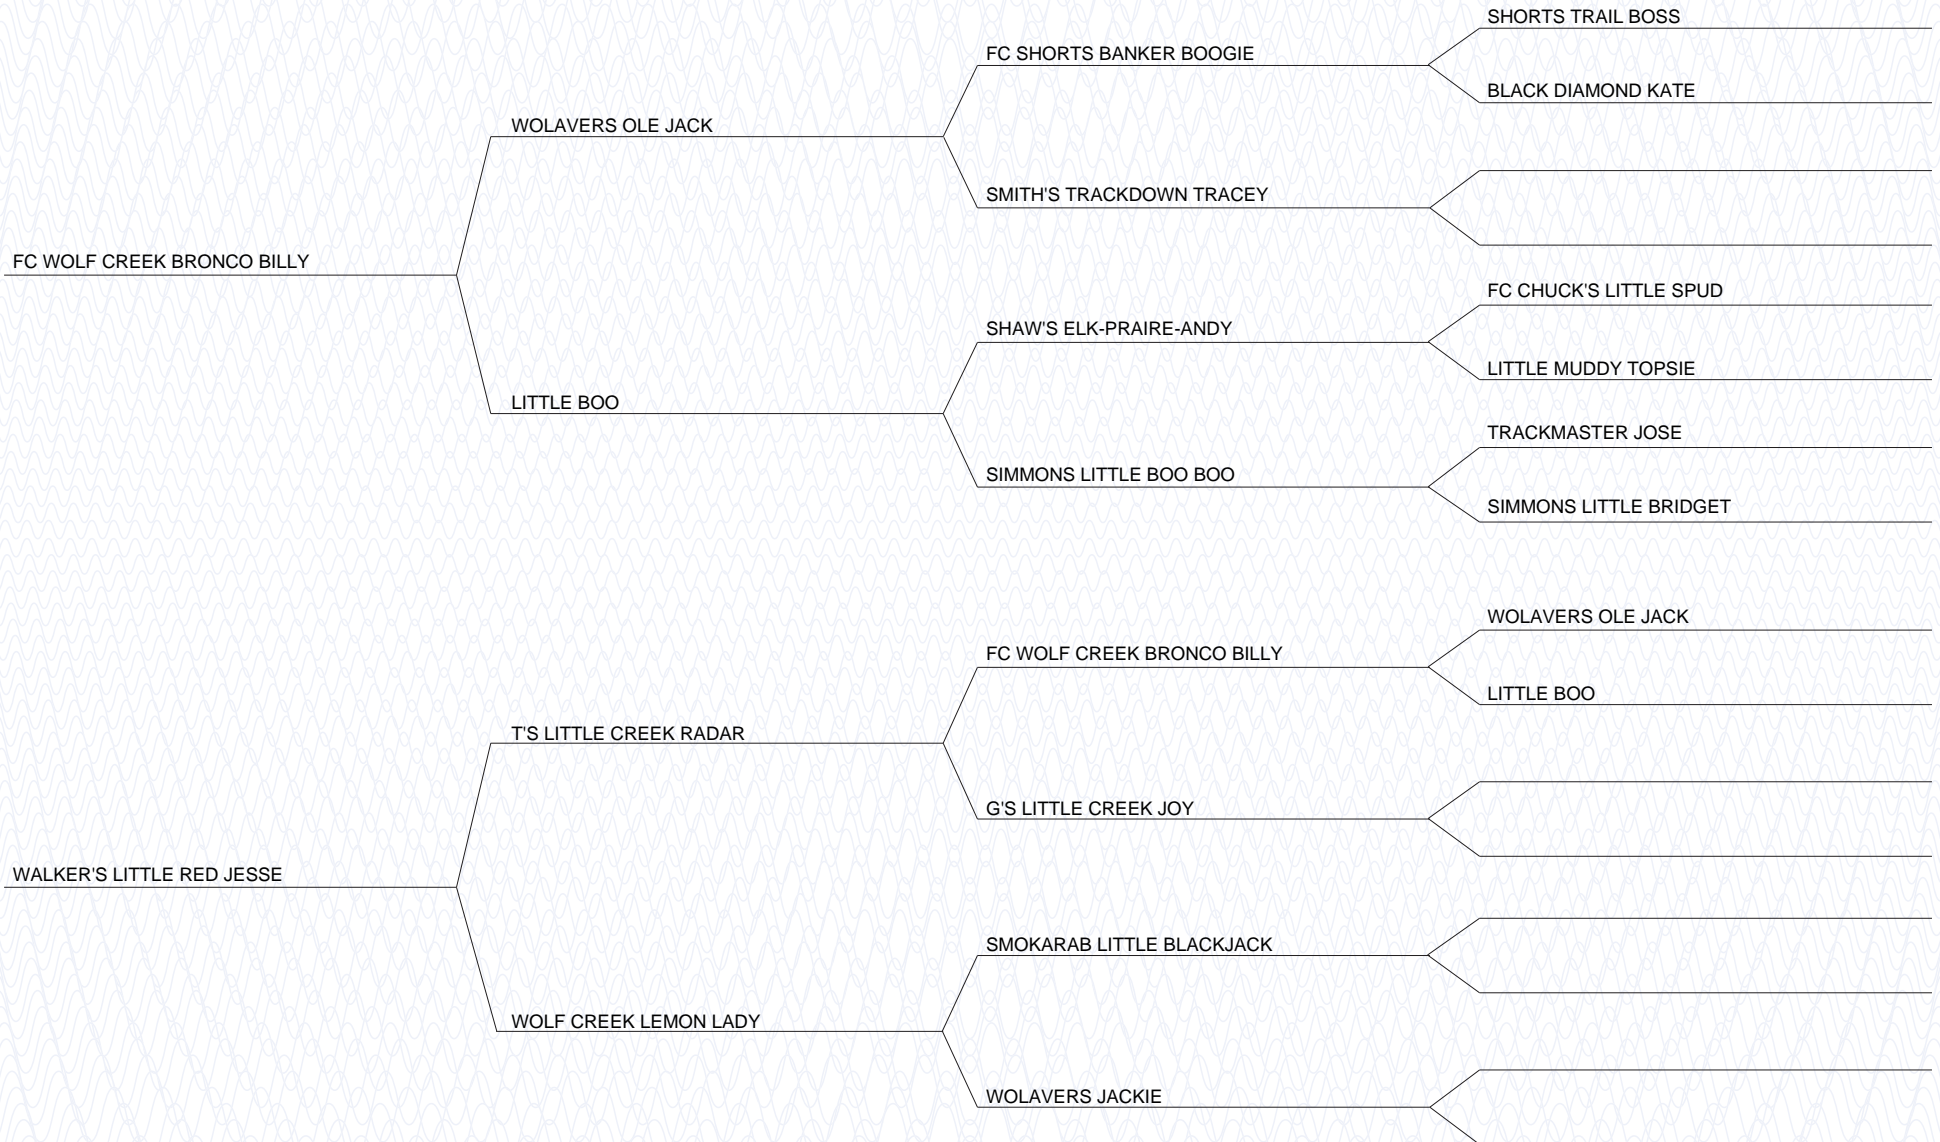 SHORTS TRAIL BOSS
FC SHORTS BANKER BOOGIE
BLACK DIAMOND KATE
WOLAVERS OLE JACK
SMITH'S TRACKDOWN TRACEY
FC WOLF CREEK BRONCO BILLY
FC CHUCK'S LITTLE SPUD
SHAW'S ELK-PRAIRE-ANDY
LITTLE MUDDY TOPSIE
LITTLE BOO
TRACKMASTER JOSE
SIMMONS LITTLE BOO BOO
SIMMONS LITTLE BRIDGET
WOLAVERS OLE JACK
FC WOLF CREEK BRONCO BILLY
LITTLE BOO
T'S LITTLE CREEK RADAR
G'S LITTLE CREEK JOY
WALKER'S LITTLE RED JESSE
SMOKARAB LITTLE BLACKJACK
WOLF CREEK LEMON LADY
WOLAVERS JACKIE